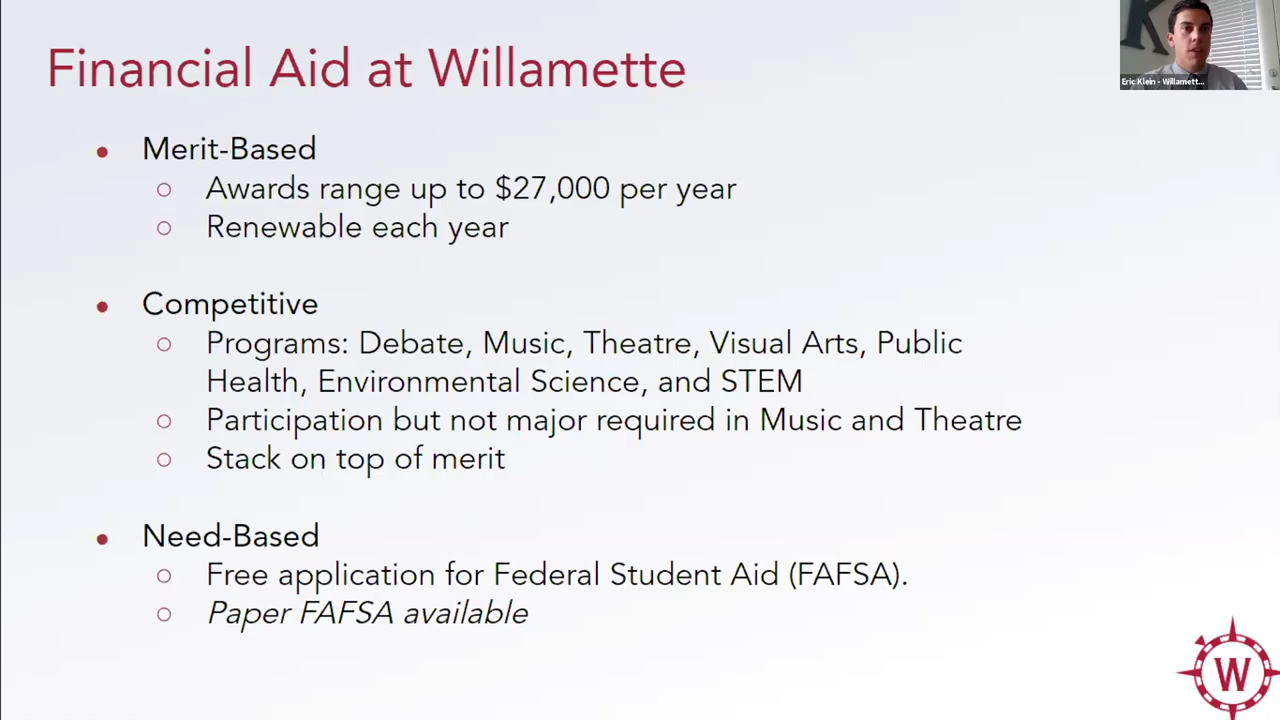 Financial Aid at Willamette
Eric Klein - Willamett...
Merit-Based
Awards range up to $27,000 per year
Renewable each year
Competitive
Programs: Debate, Music, Theatre, Visual Arts, Public
Health, Environmental Science, and STEM
Participation but not major required in Music and Theatre
Stack on top of merit
Need-Based
Free application for Federal Student Aid (FAFSA).
Paper FAFSA available
W